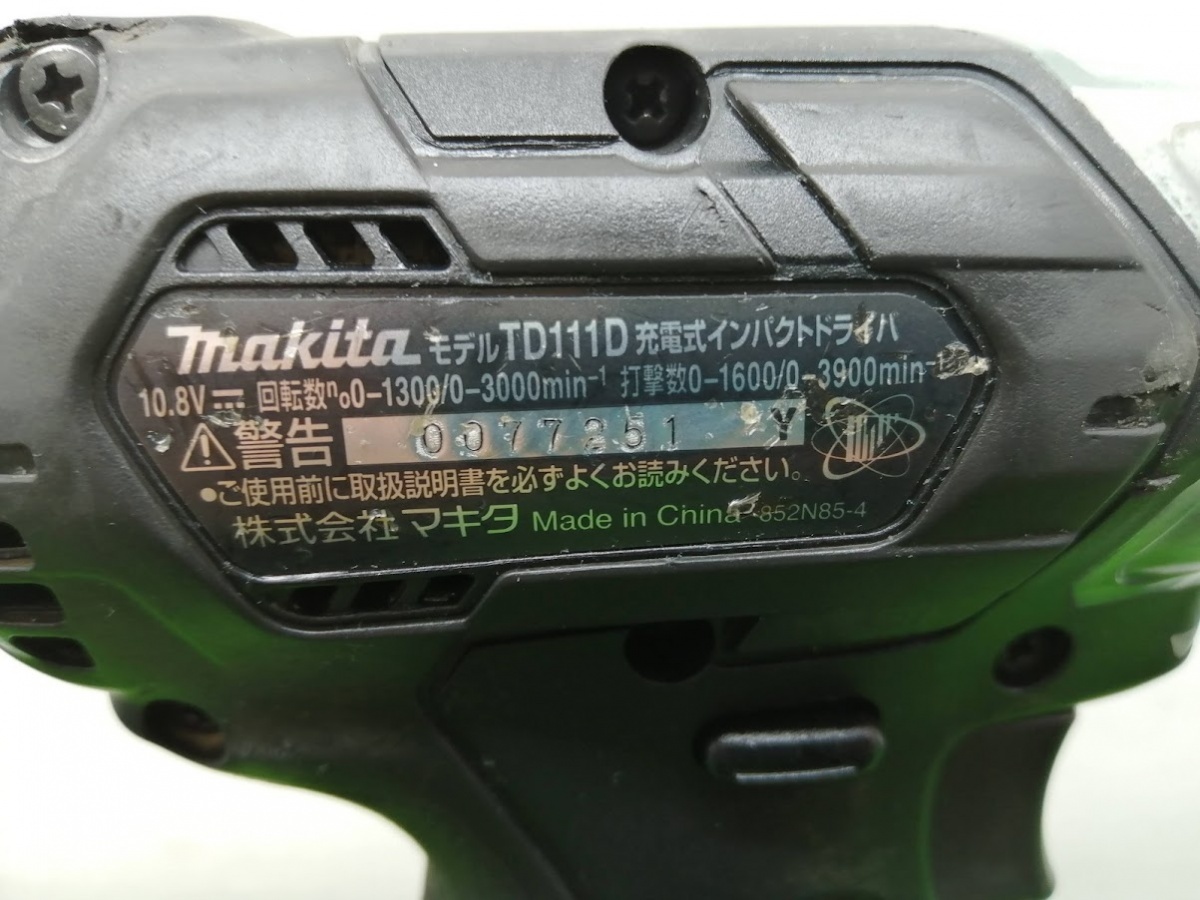 makita モデルTD111D 充電式インパクトドライバ
10.8V⎓ 回転数n₀0-1300/0-3000min⁻¹ 打撃数0-1600/0-3900min⁻¹
⚠警告 0077251 Y
●ご使用前に取扱説明書を必ずよくお読みください。
株式会社マキタ Made in China 852N85-4